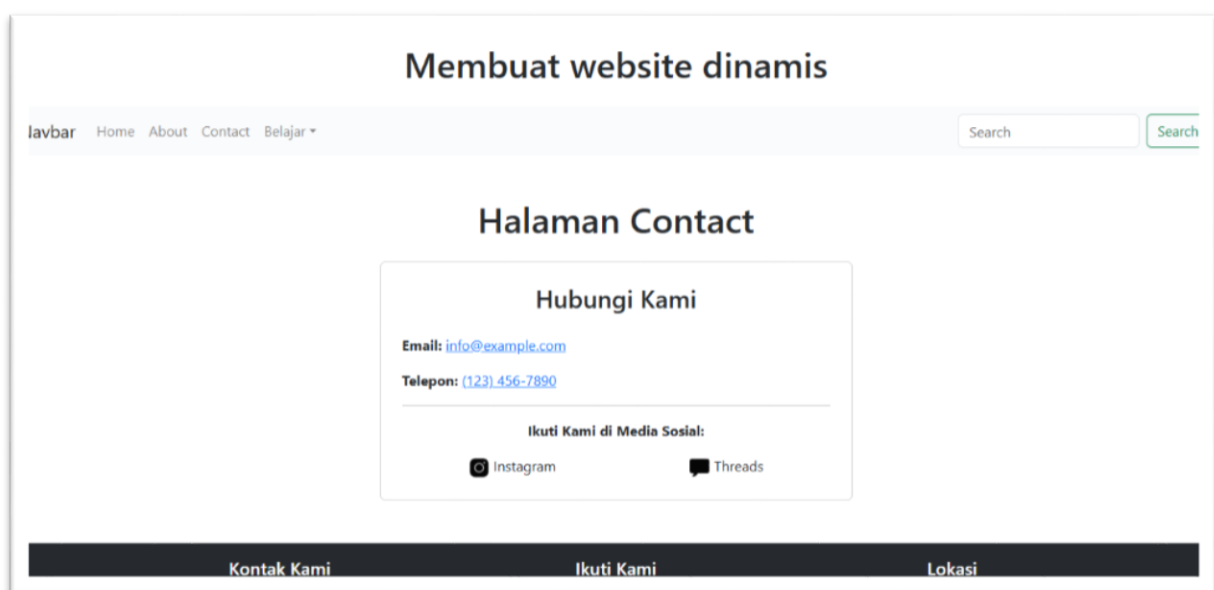 Membuat website dinamis
Navbar Home About Contact Belajar Search Search
Halaman Contact
Hubungi Kami
Email: info@example.com
Telepon: (123) 456-7890
Ikuti Kami di Media Sosial:
Instagram Threads
Kontak Kami Ikuti Kami Lokasi